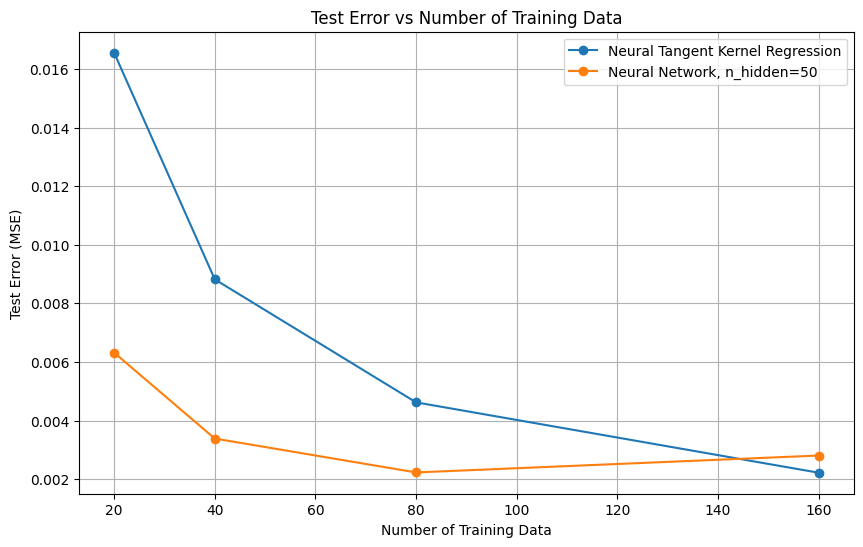 Test Error vs Number of Training Data
Neural Tangent Kernel Regression
Neural Network, n_hidden=50
Test Error (MSE)
0.016
0.014
0.012
0.010
0.008
0.006
0.004
0.002
20 40 60 80 100 120 140 160
Number of Training Data